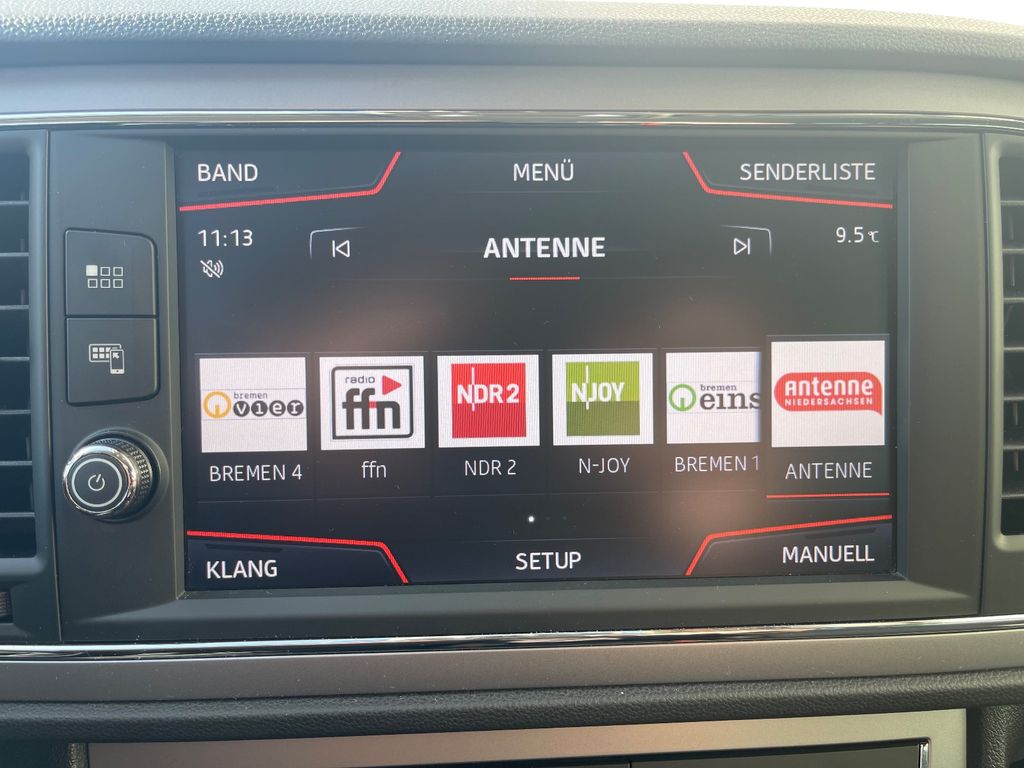 BAND
MENÜ
SENDERLISTE
11:13
ANTENNE
9.5°C
bremen
vier
radio
ffn
NDR 2
N-JOY
bremen
eins
Antenne
NIEDERSACHSEN
BREMEN 4
ffn
NDR 2
N-JOY
BREMEN 1
ANTENNE
KLANG
SETUP
MANUELL